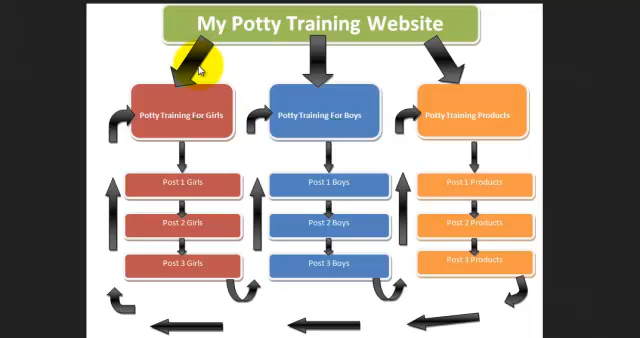 My Potty Training Website
Potty Training For Girls
Potty Training For Boys
Potty Training Products
Post 1 Girls
Post 1 Boys
Post 1 Products
Post 2 Girls
Post 2 Boys
Post 2 Products
Post 3 Girls
Post 3 Boys
Post 3 Products